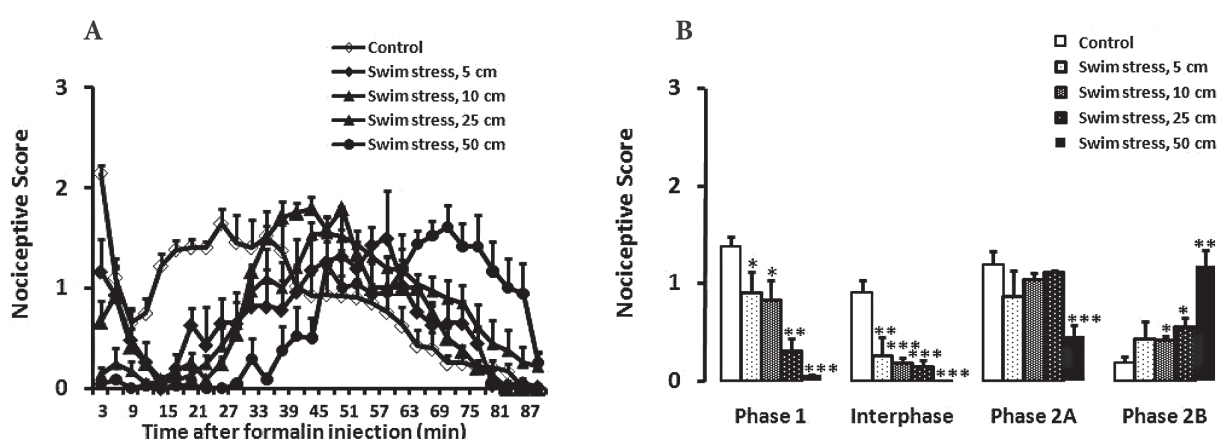 A
Control
Swim stress, 5 cm
Swim stress, 10 cm
Swim stress, 25 cm
Swim stress, 50 cm
Nociceptive Score
3
2
1
0
3 9 15 21 27 33 39 45 51 57 63 69 75 81 87
Time after formalin injection (min)
B
Control
Swim stress, 5 cm
Swim stress, 10 cm
Swim stress, 25 cm
Swim stress, 50 cm
Nociceptive Score
3
2
1
0
* * ** ***
** *** *** ***
***
* * **
Phase 1 Interphase Phase 2A Phase 2B